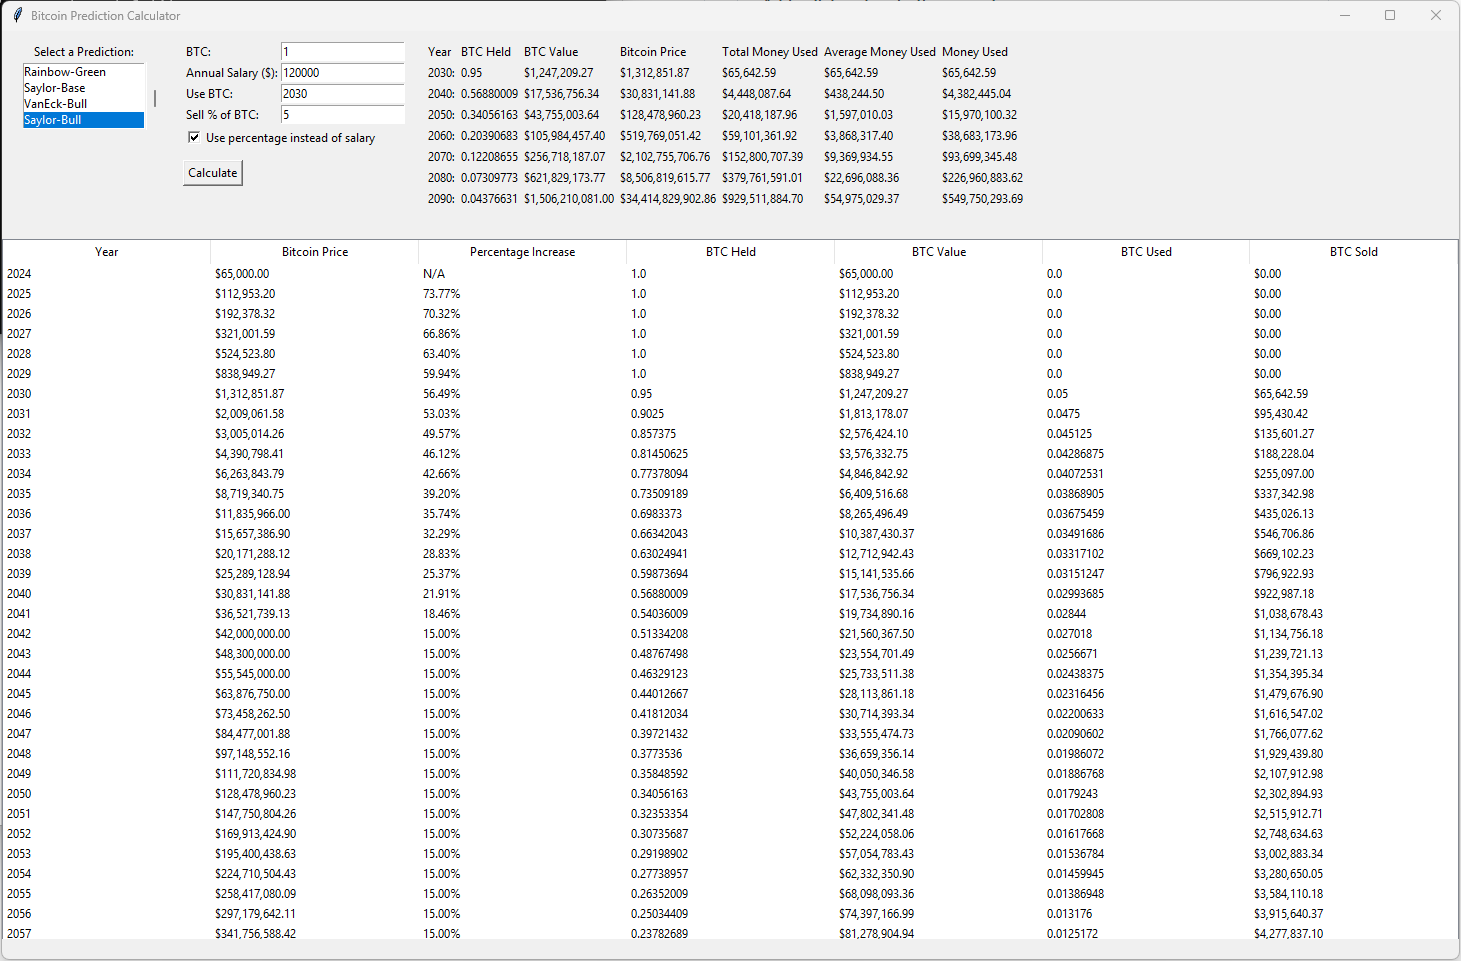 Bitcoin Prediction Calculator
Select a Prediction:
Rainbow-Green
Saylor-Base
VanEck-Bull
Saylor-Bull
BTC: 1
Annual Salary ($): 120000
Use BTC: 2030
Sell % of BTC: 5
Use percentage instead of salary
Calculate
Year BTC Held BTC Value Bitcoin Price Total Money Used Average Money Used Money Used
2030: 0.95 $1,247,209.27 $1,312,851.87 $65,642.59 $65,642.59 $65,642.59
2040: 0.56880009 $17,536,756.34 $30,831,141.88 $4,448,087.64 $438,244.50 $4,382,445.04
2050: 0.34056163 $43,755,003.64 $128,478,960.23 $20,418,187.96 $1,597,010.03 $15,970,100.32
2060: 0.20390683 $105,984,457.40 $519,769,051.42 $59,101,361.92 $3,868,317.40 $38,683,173.96
2070: 0.12208655 $256,718,187.07 $2,102,755,706.76 $152,800,707.39 $9,369,934.55 $93,699,345.48
2080: 0.07309773 $621,829,173.77 $8,506,819,615.77 $379,761,591.01 $22,696,088.36 $226,960,883.62
2090: 0.04376631 $1,506,210,081.00 $34,414,829,902.86 $929,511,884.70 $54,975,029.37 $549,750,293.69
Year Bitcoin Price Percentage Increase BTC Held BTC Value BTC Used BTC Sold
2024 $65,000.00 N/A 1.0 $65,000.00 0.0 $0.00
2025 $112,953.20 73.77% 1.0 $112,953.20 0.0 $0.00
2026 $192,378.32 70.32% 1.0 $192,378.32 0.0 $0.00
2027 $321,001.59 66.86% 1.0 $321,001.59 0.0 $0.00
2028 $524,523.80 63.40% 1.0 $524,523.80 0.0 $0.00
2029 $838,949.27 59.94% 1.0 $838,949.27 0.0 $0.00
2030 $1,312,851.87 56.49% 0.95 $1,247,209.27 0.05 $65,642.59
2031 $2,009,061.58 53.03% 0.9025 $1,813,178.07 0.0475 $95,430.42
2032 $3,005,014.26 49.57% 0.857375 $2,576,424.10 0.045125 $135,601.27
2033 $4,390,798.41 46.12% 0.81450625 $3,576,332.75 0.04286875 $188,228.04
2034 $6,263,843.79 42.66% 0.77378094 $4,846,842.92 0.04072531 $255,097.00
2035 $8,719,340.75 39.20% 0.73509189 $6,409,516.68 0.03868905 $337,342.98
2036 $11,835,966.00 35.74% 0.6983373 $8,265,496.49 0.03675459 $435,026.13
2037 $15,657,386.90 32.29% 0.66342043 $10,387,430.37 0.03491686 $546,706.86
2038 $20,171,288.12 28.83% 0.63024941 $12,712,942.43 0.03317102 $669,102.23
2039 $25,289,128.94 25.37% 0.59873694 $15,141,535.66 0.03151247 $796,922.93
2040 $30,831,141.88 21.91% 0.56880009 $17,536,756.34 0.02993685 $922,987.18
2041 $36,521,739.13 18.46% 0.54036009 $19,734,890.16 0.02844 $1,038,678.43
2042 $42,000,000.00 15.00% 0.51334208 $21,560,367.50 0.027018 $1,134,756.18
2043 $48,300,000.00 15.00% 0.48767498 $23,554,701.49 0.0256671 $1,239,721.13
2044 $55,545,000.00 15.00% 0.46329123 $25,733,511.38 0.02438375 $1,354,395.34
2045 $63,876,750.00 15.00% 0.44012667 $28,113,861.18 0.02316456 $1,479,676.90
2046 $73,458,262.50 15.00% 0.41812034 $30,714,393.34 0.02200633 $1,616,547.02
2047 $84,477,001.88 15.00% 0.39721432 $33,555,474.73 0.02090602 $1,766,077.62
2048 $97,148,552.16 15.00% 0.3773536 $36,659,356.14 0.01986072 $1,929,439.80
2049 $111,720,834.98 15.00% 0.35848592 $40,050,346.58 0.01886768 $2,107,912.98
2050 $128,478,960.23 15.00% 0.34056163 $43,755,003.64 0.0179243 $2,302,894.93
2051 $147,750,804.26 15.00% 0.32353354 $47,802,341.48 0.01702808 $2,515,912.71
2052 $169,913,424.90 15.00% 0.30735687 $52,224,058.06 0.01617668 $2,748,634.63
2053 $195,400,438.63 15.00% 0.29198902 $57,054,783.43 0.01536784 $3,002,883.34
2054 $224,710,504.43 15.00% 0.27738957 $62,332,350.90 0.01459945 $3,280,650.05
2055 $258,417,080.09 15.00% 0.26352009 $68,098,093.36 0.01386948 $3,584,110.18
2056 $297,179,642.11 15.00% 0.25034409 $74,397,166.99 0.013176 $3,915,640.37
2057 $341,756,588.42 15.00% 0.23782689 $81,278,904.94 0.0125172 $4,277,837.10